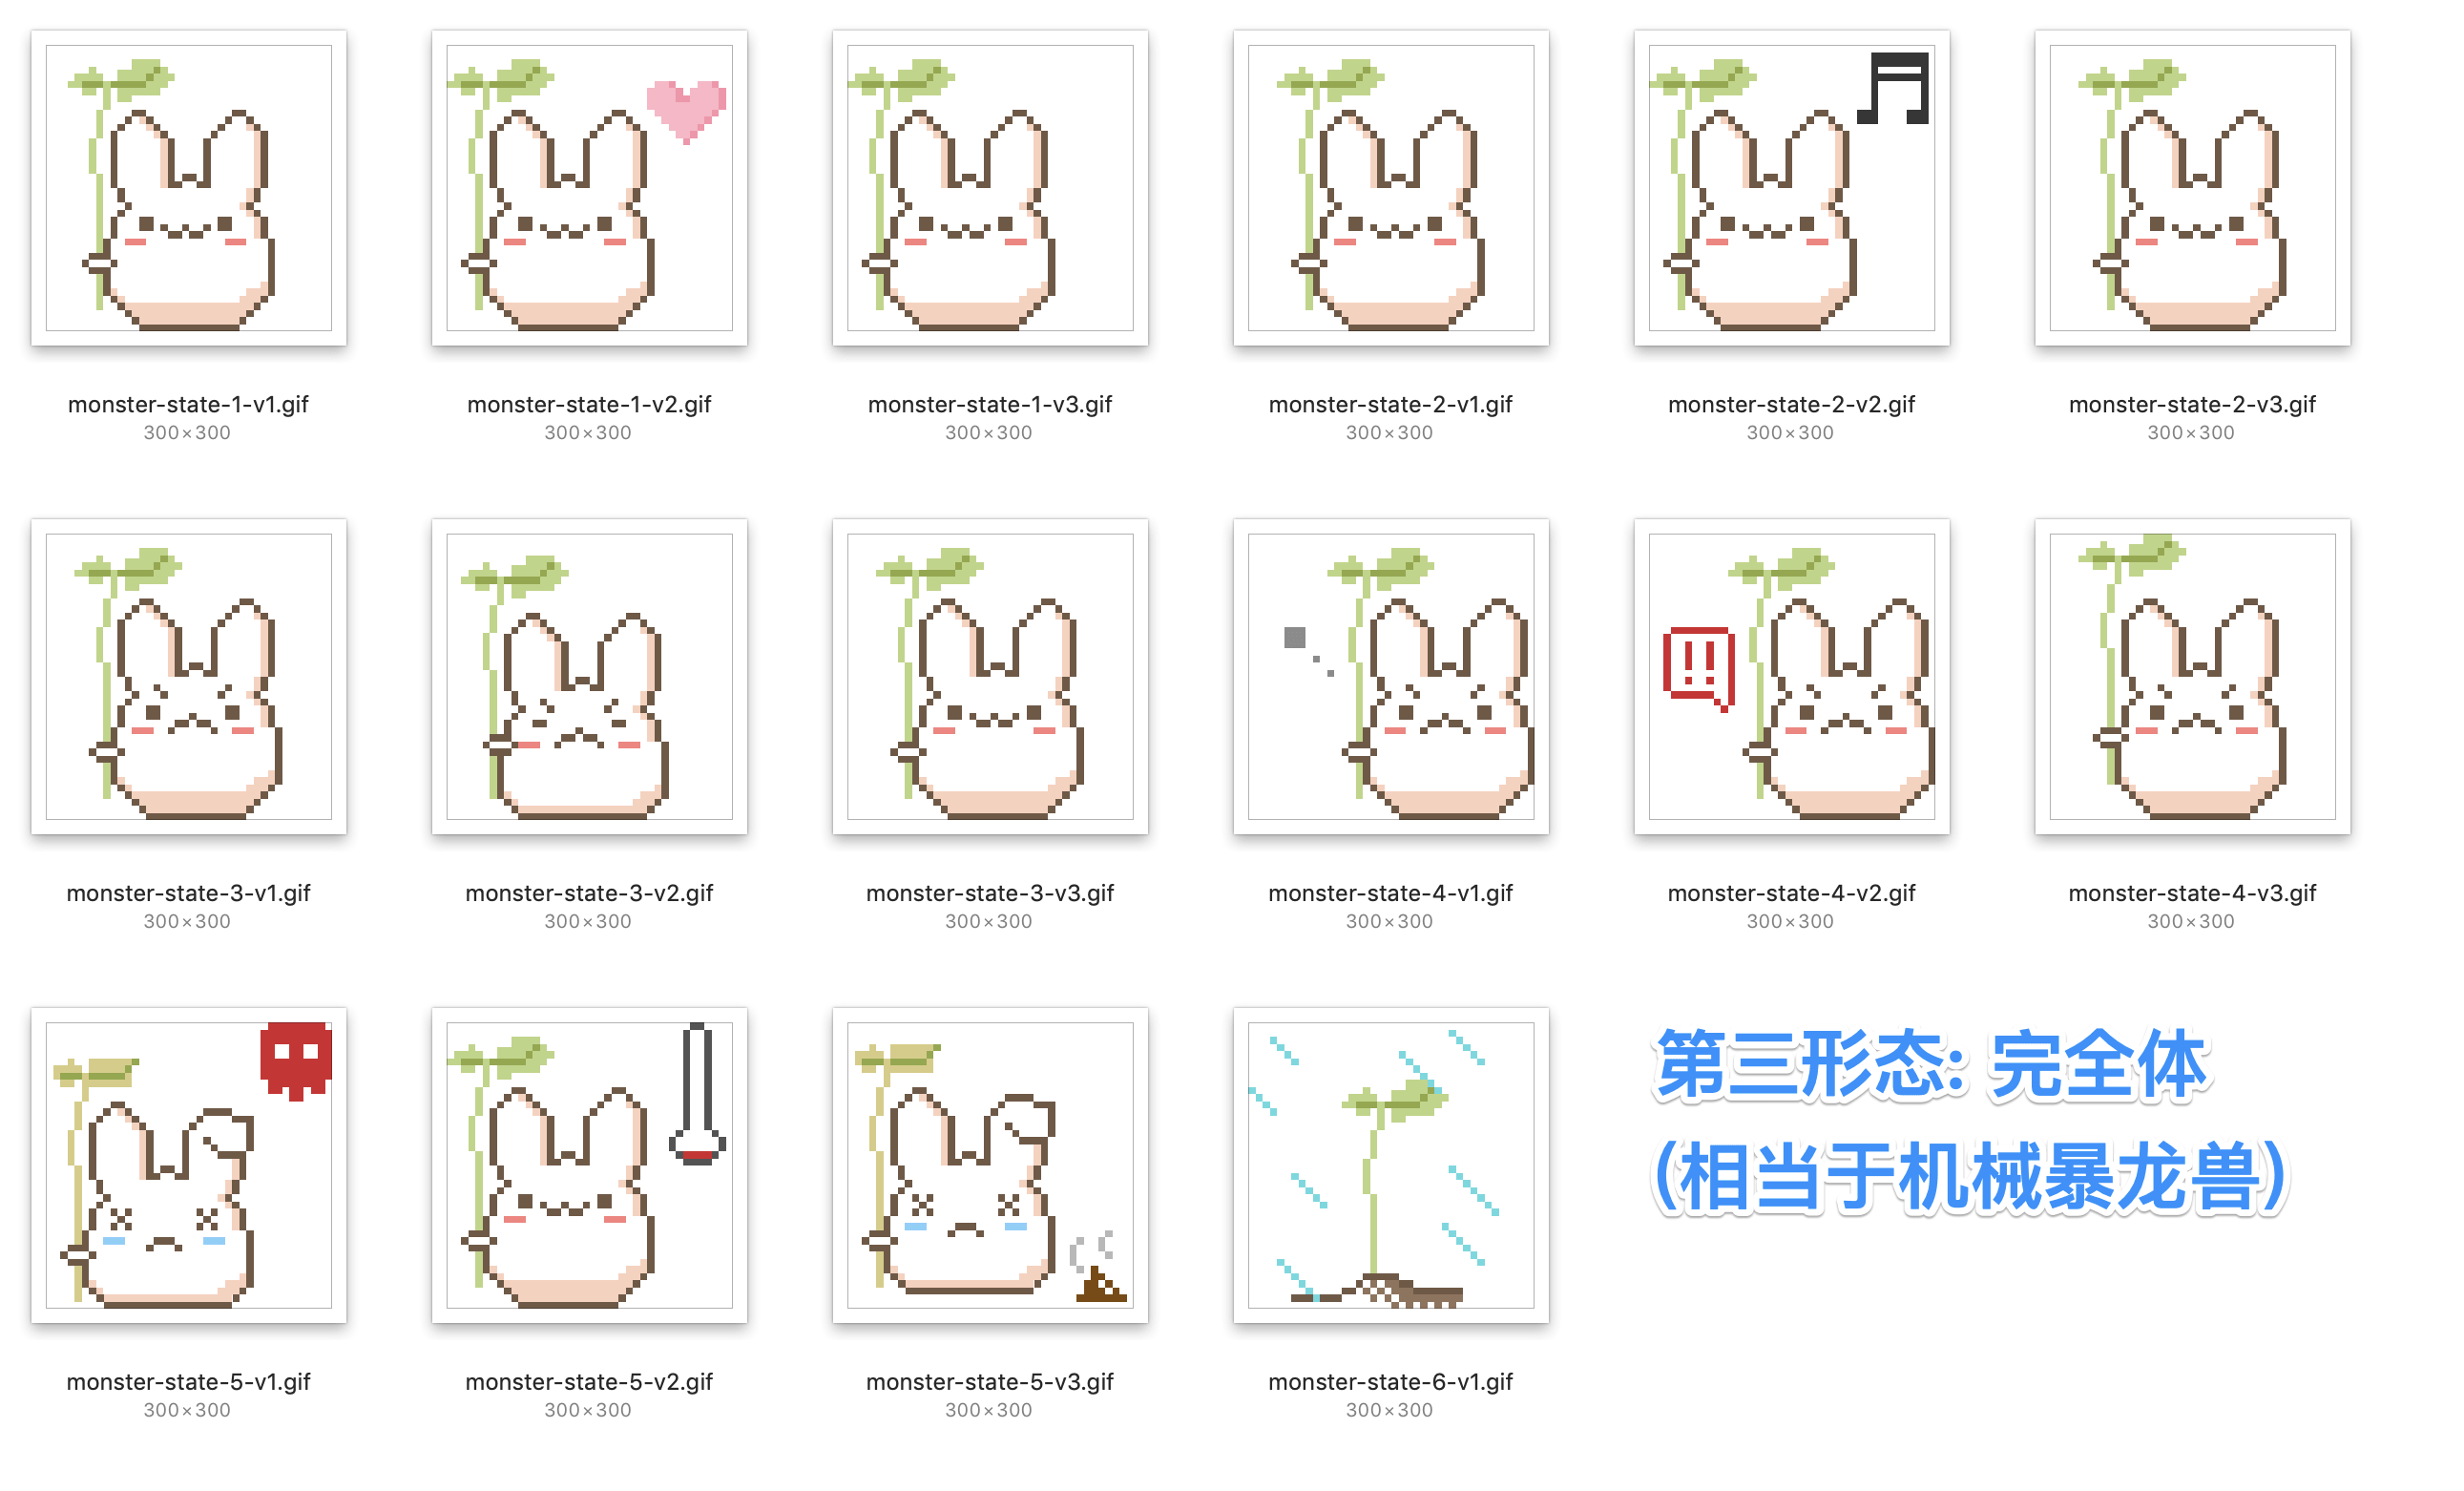 monster-state-1-v1.gif
300×300
monster-state-1-v2.gif
300×300
monster-state-1-v3.gif
300×300
monster-state-2-v1.gif
300×300
monster-state-2-v2.gif
300×300
monster-state-2-v3.gif
300×300
!!
monster-state-3-v1.gif
300×300
monster-state-3-v2.gif
300×300
monster-state-3-v3.gif
300×300
monster-state-4-v1.gif
300×300
monster-state-4-v2.gif
300×300
monster-state-4-v3.gif
300×300
monster-state-5-v1.gif
300×300
monster-state-5-v2.gif
300×300
monster-state-5-v3.gif
300×300
monster-state-6-v1.gif
300×300
第三形态: 完全体
(相当于机械暴龙兽)